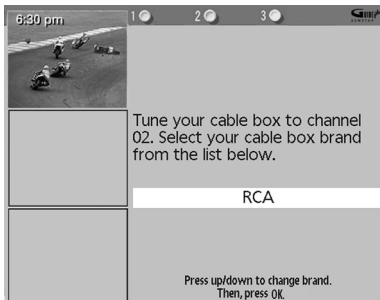 6:30 pm
1 2 3 GUIDE
Tune your cable box to channel
02. Select your cable box brand
from the list below.
RCA
Press up/down to change brand.
Then, press OK.